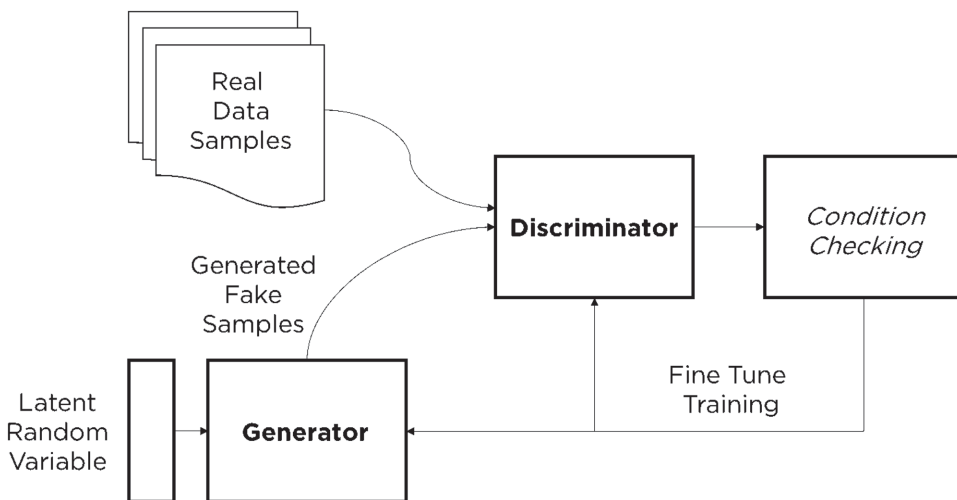 Real
Data
Samples
Discriminator
Condition
Checking
Generated
Fake
Samples
Fine Tune
Training
Latent
Random
Variable
Generator